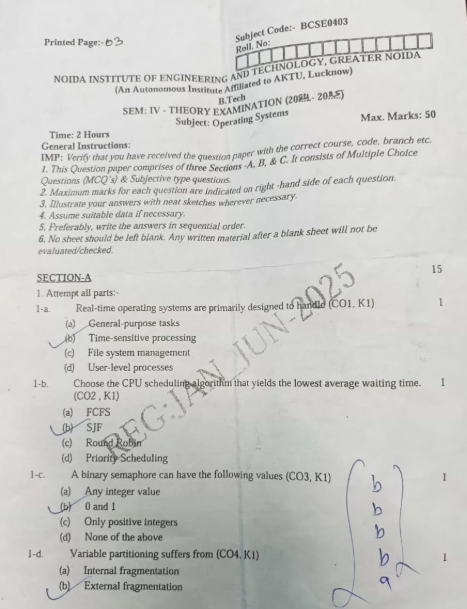 Subject Code:- BCSE0403
Printed Page:-03
Roll. No:
NOIDA INSTITUTE OF ENGINEERING AND TECHNOLOGY, GREATER NOIDA
(An Autonomous Institute Affiliated to AKTU, Lucknow)
B.Tech
SEM: IV - THEORY EXAMINATION (2024 - 2025)
Subject: Operating Systems
Time: 2 Hours
Max. Marks: 50
General Instructions:
IMP: Verify that you have received the question paper with the correct course, code, branch etc.
1. This Question paper comprises of three Sections -A, B, & C. It consists of Multiple Choice
Questions (MCQ's) & Subjective type questions.
2. Maximum marks for each question are indicated on right -hand side of each question.
3. Illustrate your answers with neat sketches wherever necessary.
4. Assume suitable data if necessary.
5. Preferably, write the answers in sequential order.
6. No sheet should be left blank. Any written material after a blank sheet will not be
evaluated/checked.
SECTION-A 15
1. Attempt all parts:-
1-a. Real-time operating systems are primarily designed to handle (CO1, K1) 1
(a) General-purpose tasks
(b) Time-sensitive processing
(c) File system management
(d) User-level processes
1-b. Choose the CPU scheduling algorithm that yields the lowest average waiting time. 1
(CO2 , K1)
(a) FCFS
(b) SJF
(c) Round Robin
(d) Priority Scheduling
1-c. A binary semaphore can have the following values (CO3, K1) 1
(a) Any integer value
(b) 0 and 1
(c) Only positive integers
(d) None of the above
1-d. Variable partitioning suffers from (CO4, K1) 1
(a) Internal fragmentation
(b) External fragmentation
REG:JAN_JUN-2025
b
b
b
b
a